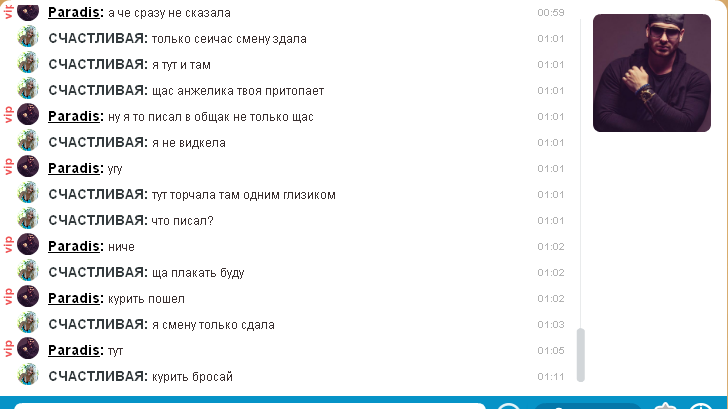 vip Paradis: а че сразу не сказала 00:59
СЧАСТЛИВАЯ: только сеичас смену здала 01:01
СЧАСТЛИВАЯ: я тут и там 01:01
СЧАСТЛИВАЯ: щас анжелика твоя притопает 01:01
vip Paradis: ну я то писал в общак не только щас 01:01
СЧАСТЛИВАЯ: я не видкела 01:01
vip Paradis: угу 01:01
СЧАСТЛИВАЯ: тут торчала там одним глизиком 01:01
СЧАСТЛИВАЯ: что писал? 01:01
vip Paradis: ниче 01:02
СЧАСТЛИВАЯ: ща плакать буду 01:02
vip Paradis: курить пошел 01:02
СЧАСТЛИВАЯ: я смену только сдала 01:03
vip Paradis: тут 01:05
СЧАСТЛИВАЯ: курить бросай 01:11